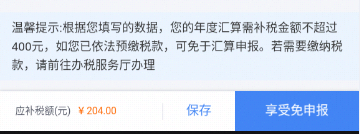 温馨提示:根据您填写的数据，您的年度汇算需补税金额不超过
400元，如您已依法预缴税款，可免于汇算申报。若需要缴纳税
款，请前往办税服务厅办理
应补税额(元) ￥204.00 保存 享受免申报